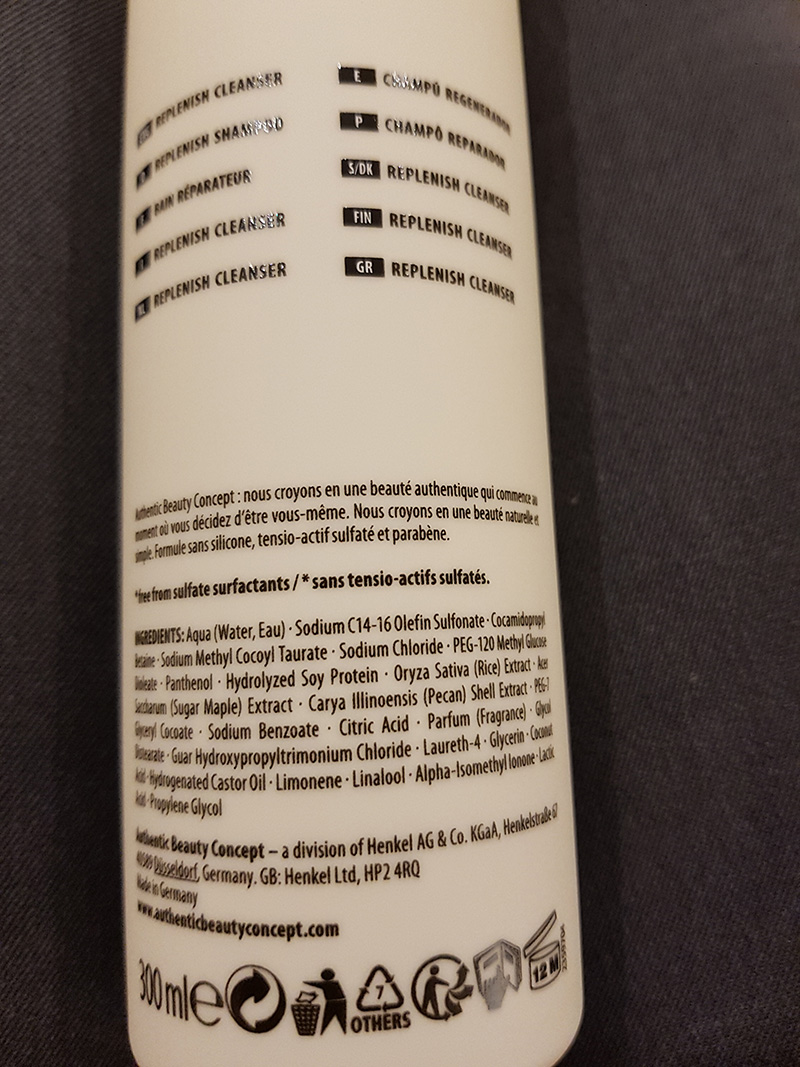 REPLENISH CLEANSER
REPLENISH SHAMPOO
F BAIN RÉPARATEUR
I REPLENISH CLEANSER
NL REPLENISH CLEANSER
E CHAMPÚ REGENERADOR
P CHAMPÔ REPARADOR
S/DK REPLENISH CLEANSER
FIN REPLENISH CLEANSER
GR REPLENISH CLEANSER
Authentic Beauty Concept : nous croyons en une beauté authentique qui commence au
moment où vous décidez d'être vous-même. Nous croyons en une beauté naturelle et
simple. Formule sans silicone, tensio-actif sulfaté et parabène.
*free from sulfate surfactants / * sans tensio-actifs sulfatés.
INGREDIENTS: Aqua (Water, Eau) · Sodium C14-16 Olefin Sulfonate · Cocamidopropyl
Betaine · Sodium Methyl Cocoyl Taurate · Sodium Chloride · PEG-120 Methyl Glucose
Dioleate · Panthenol · Hydrolyzed Soy Protein · Oryza Sativa (Rice) Extract · Acer
Saccharum (Sugar Maple) Extract · Carya Illinoensis (Pecan) Shell Extract · PEG-7
Glyceryl Cocoate · Sodium Benzoate · Citric Acid · Parfum (Fragrance) · Glycol
Distearate · Guar Hydroxypropyltrimonium Chloride · Laureth-4 · Glycerin · Coconut
Acid · Hydrogenated Castor Oil · Limonene · Linalool · Alpha-Isomethyl Ionone · Lactic
Acid · Propylene Glycol
Authentic Beauty Concept – a division of Henkel AG & Co. KGaA, Henkelstraße 67
40589 Düsseldorf, Germany. GB: Henkel Ltd, HP2 4RQ
Made in Germany
www.authenticbeautyconcept.com
300 ml e
7
OTHERS
12 M